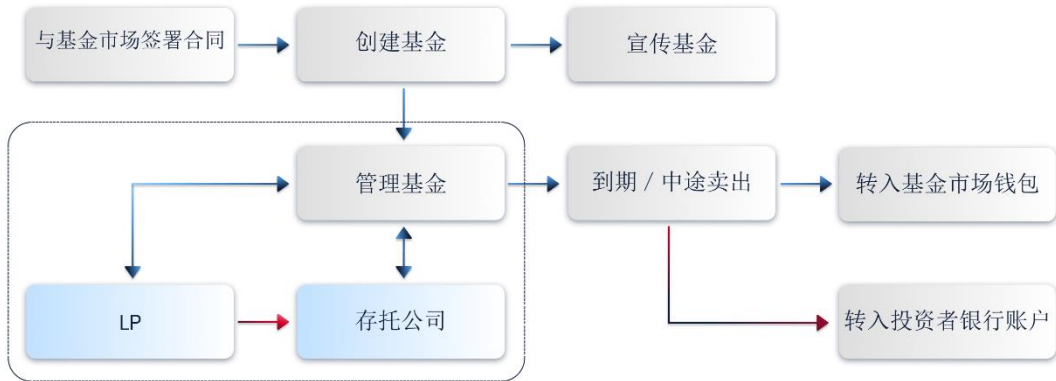 与基金市场签署合同
创建基金
宣传基金
管理基金
到期 / 中途卖出
转入基金市场钱包
LP
存托公司
转入投资者银行账户